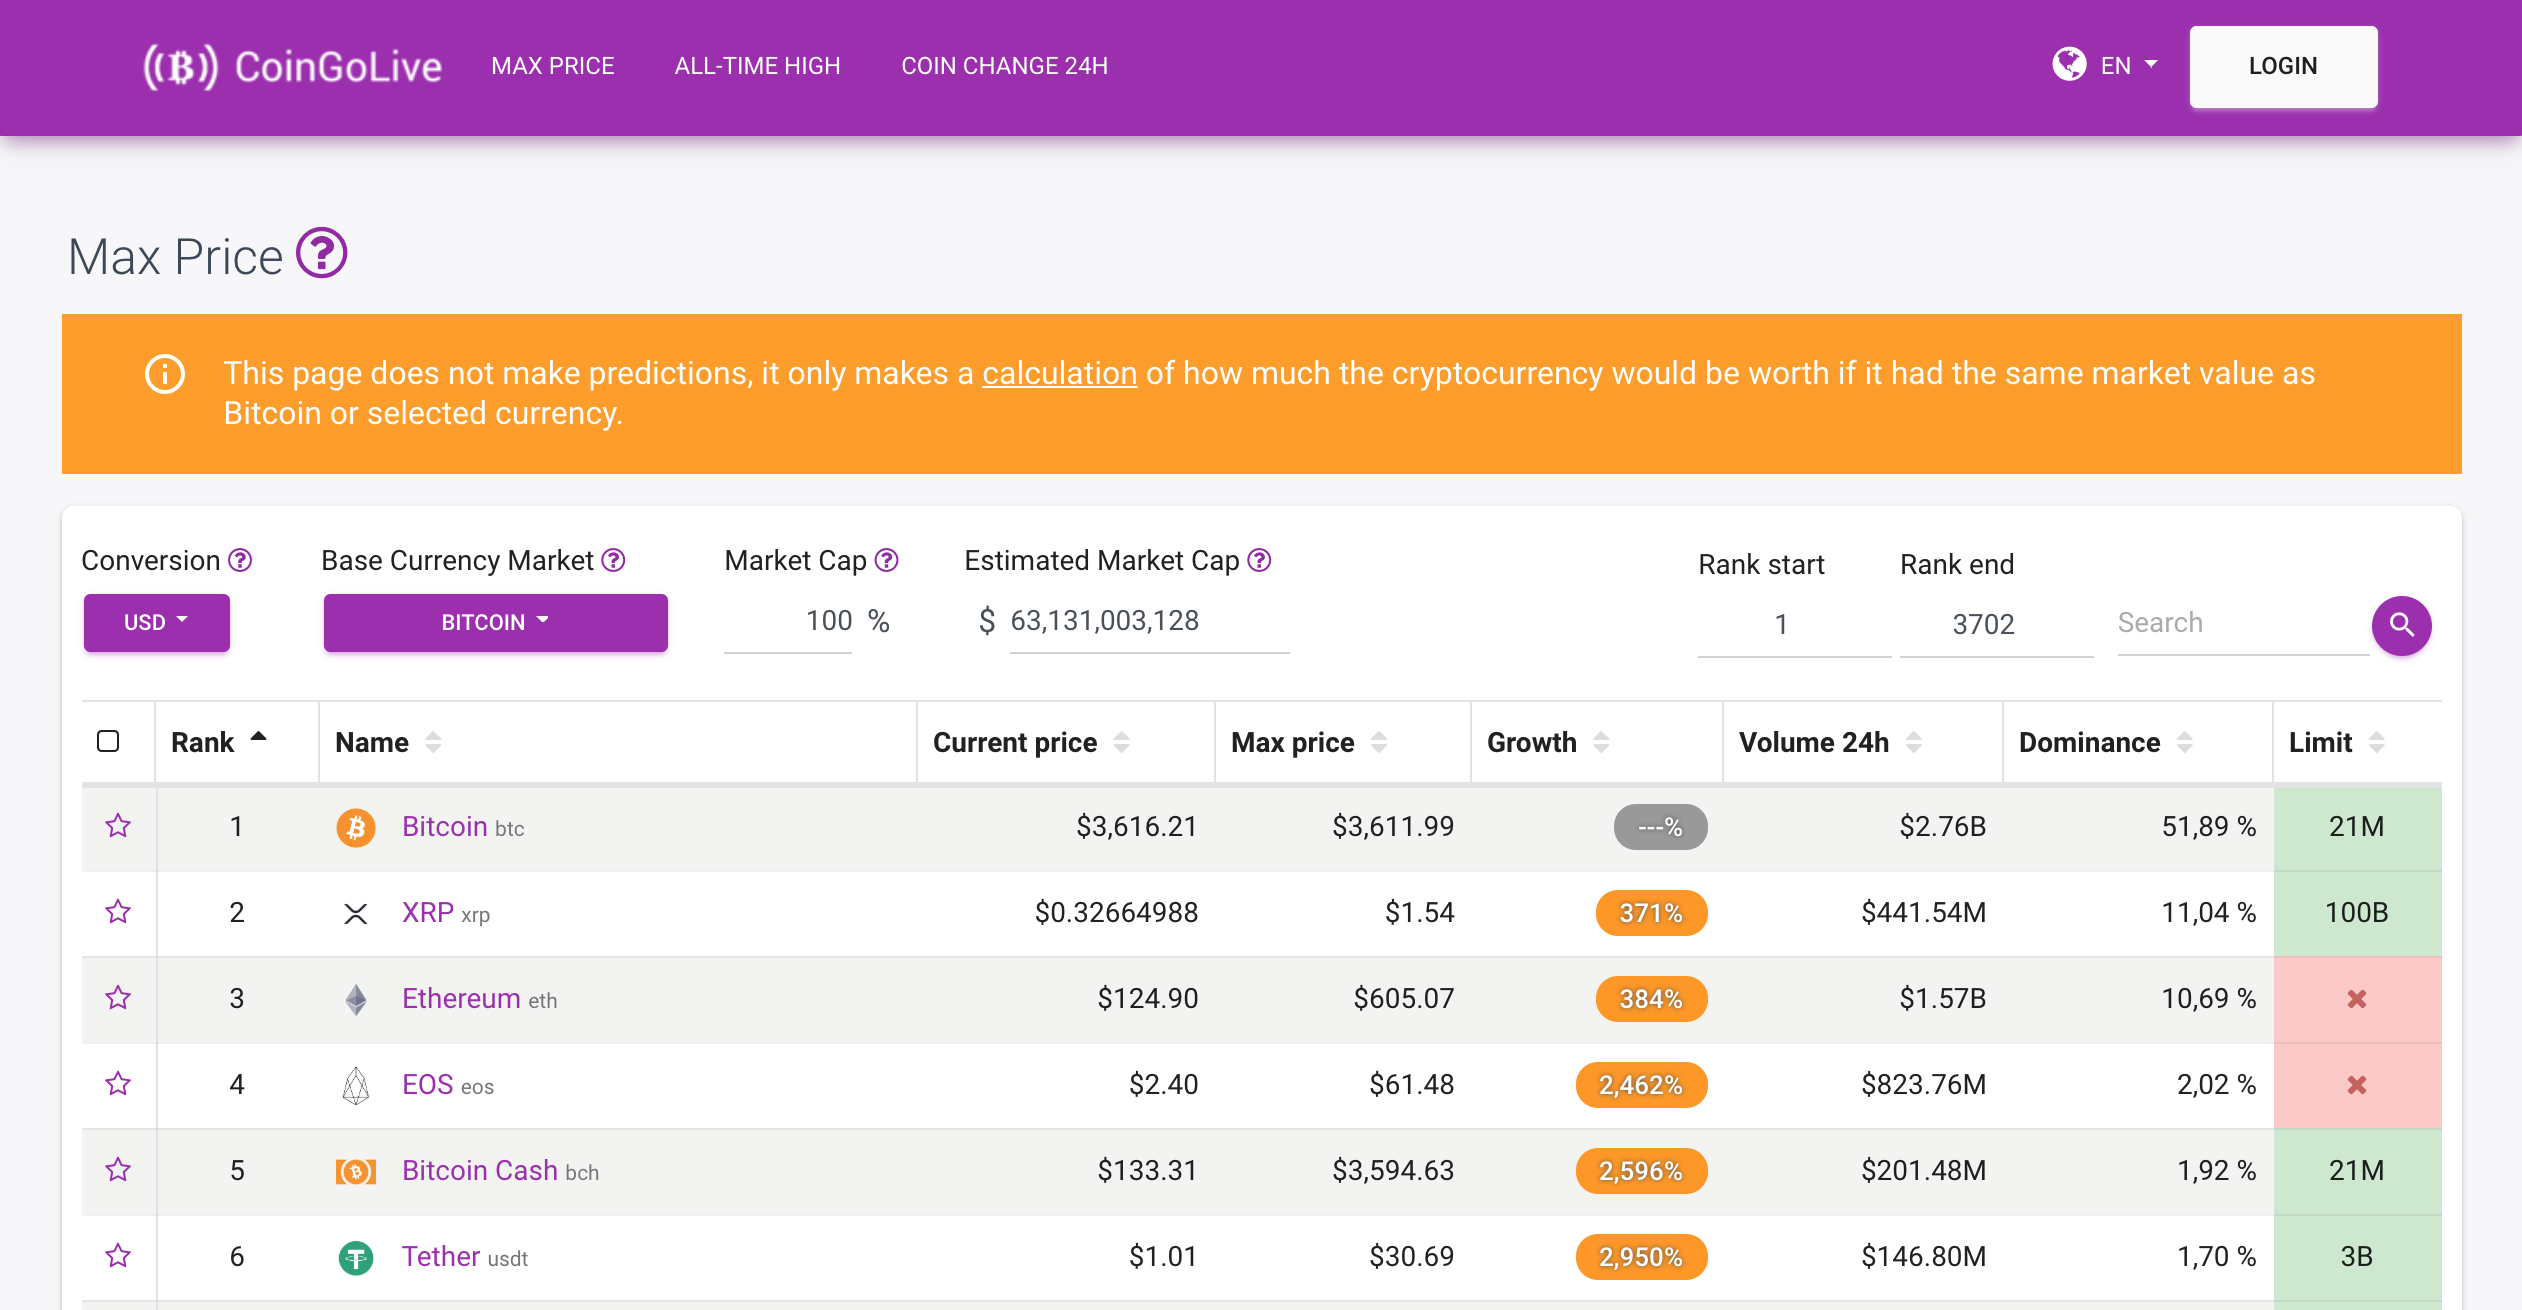 CoinGoLive MAX PRICE ALL-TIME HIGH COIN CHANGE 24H EN LOGIN
Max Price
This page does not make predictions, it only makes a calculation of how much the cryptocurrency would be worth if it had the same market value as
Bitcoin or selected currency.
Conversion Base Currency Market Market Cap Estimated Market Cap Rank start Rank end
USD BITCOIN 100 % $ 63,131,003,128 1 3702 Search
Rank Name Current price Max price Growth Volume 24h Dominance Limit
1 Bitcoin btc $3,616.21 $3,611.99 ---% $2.76B 51,89 % 21M
2 XRP xrp $0.32664988 $1.54 371% $441.54M 11,04 % 100B
3 Ethereum eth $124.90 $605.07 384% $1.57B 10,69 %
4 EOS eos $2.40 $61.48 2,462% $823.76M 2,02 %
5 Bitcoin Cash bch $133.31 $3,594.63 2,596% $201.48M 1,92 % 21M
6 Tether usdt $1.01 $30.69 2,950% $146.80M 1,70 % 3B